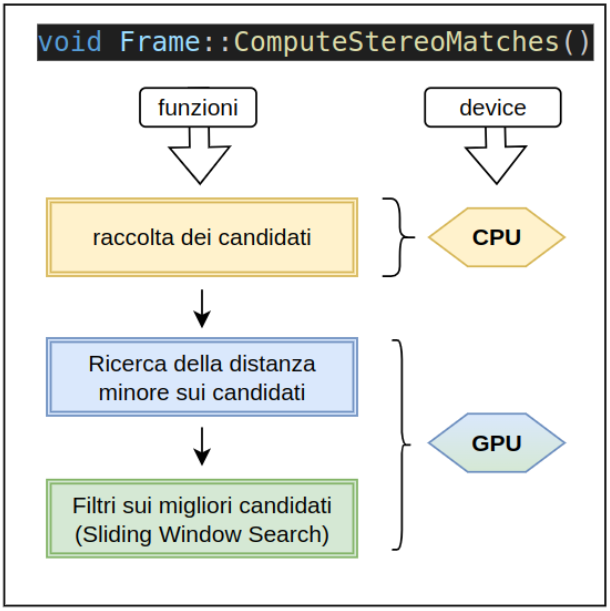 void Frame::ComputeStereoMatches()
funzioni
device
raccolta dei candidati
CPU
Ricerca della distanza
minore sui candidati
GPU
Filtri sui migliori candidati
(Sliding Window Search)